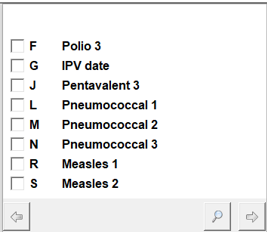 F Polio 3
G IPV date
J Pentavalent 3
L Pneumococcal 1
M Pneumococcal 2
N Pneumococcal 3
R Measles 1
S Measles 2